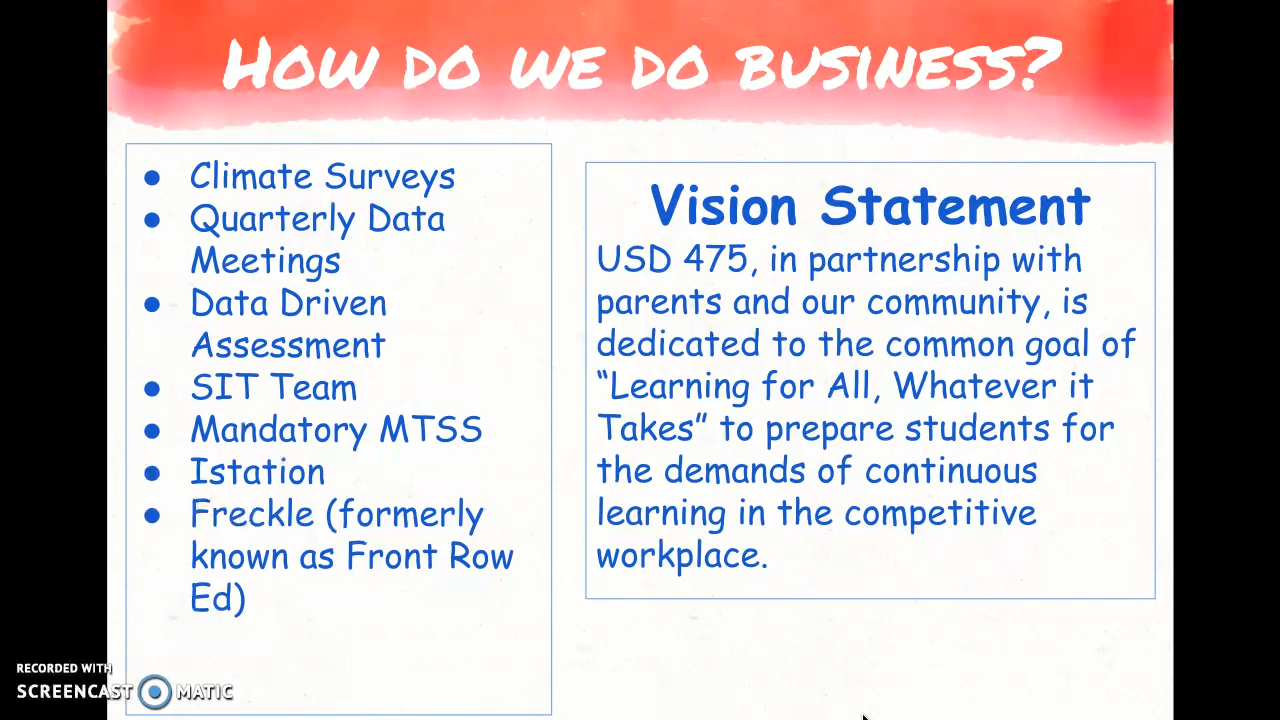 HOW DO WE DO BUSINESS?
● Climate Surveys
● Quarterly Data
Meetings
● Data Driven
Assessment
● SIT Team
● Mandatory MTSS
● Istation
● Freckle (formerly
known as Front Row
Ed)
Vision Statement
USD 475, in partnership with
parents and our community, is
dedicated to the common goal of
“Learning for All, Whatever it
Takes” to prepare students for
the demands of continuous
learning in the competitive
workplace.
RECORDED WITH
SCREENCAST MATIC